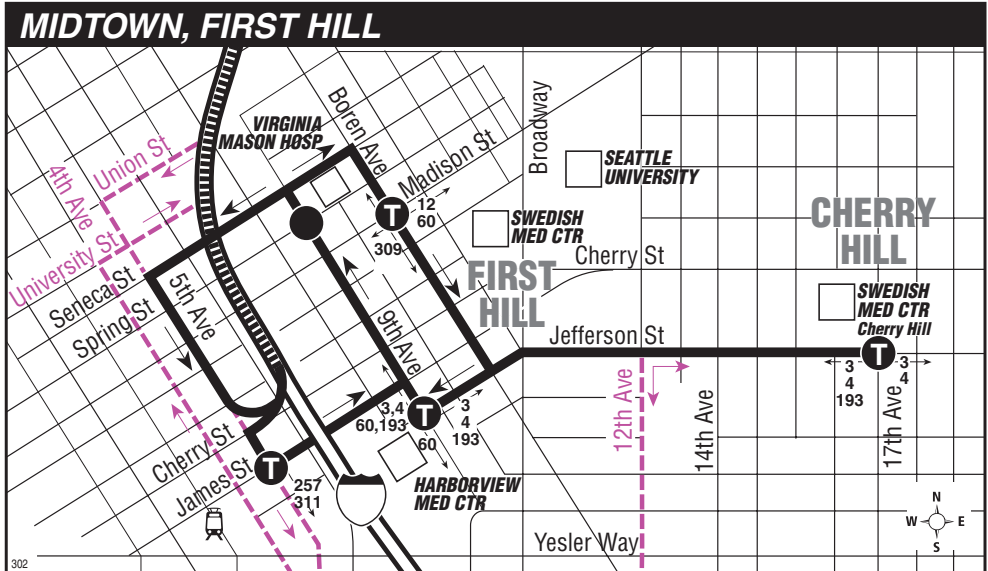 MIDTOWN, FIRST HILL
Union St
4th Ave
University St
Seneca St
Spring St
5th Ave
VIRGINIA
MASON HOSP
Boren Ave
Madison St
T
12
60
309
Broadway
SEATTLE
UNIVERSITY
SWEDISH
MED CTR
FIRST
HILL
Cherry St
CHERRY
HILL
SWEDISH
MED CTR
Cherry Hill
Jefferson St
T
3
4
193
3
4
9th Ave
3,4
60,193
T
3
4
193
60
12th Ave
14th Ave
17th Ave
Cherry St
James St
T
257
311
HARBORVIEW
MED CTR
Yesler Way
N
W
E
S
302